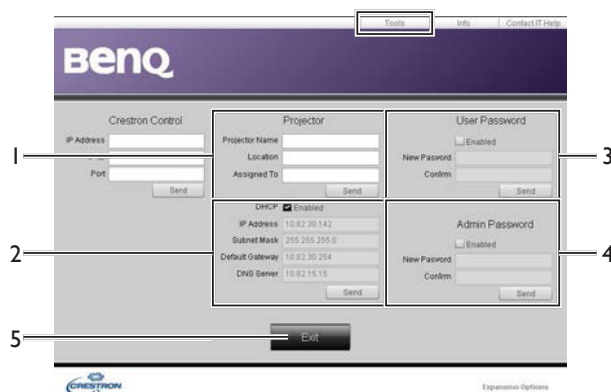 Tools Info Contact IT Help
BenQ
Crestron Control
IP Address
Port
Send
1
Projector
Projector Name
Location
Assigned To
Send
2
DHCP Enabled
IP Address 10.82.30.142
Subnet Mask 255.255.255.0
Default Gateway 10.82.30.254
DNS Server 10.82.15.15
Send
User Password
Enabled
New Pasword
Confirm
Send
3
Admin Password
Enabled
New Pasword
Confirm
Send
4
5
Exit
CRESTRON
Expansion Options